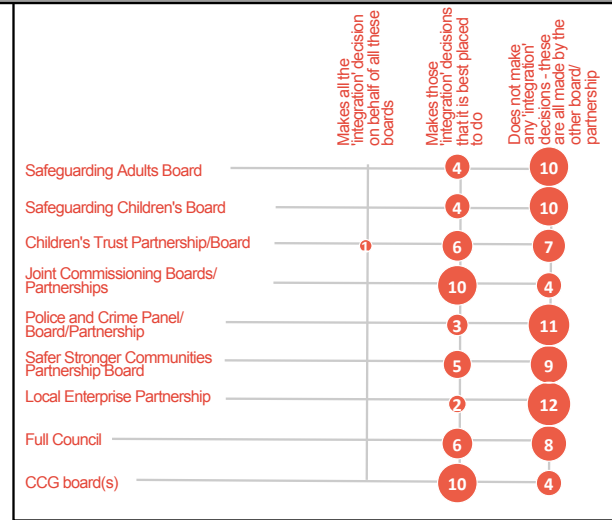 Makes all the
'integration' decision
on behalf of all these
boards
Makes those
'integration' decisions
that it is best placed
to do
Does not make
any 'integration'
decisions - these
are all made by the
other board/
partnership
Safeguarding Adults Board
4
10
Safeguarding Children's Board
4
10
Children's Trust Partnership/Board
1
6
7
Joint Commissioning Boards/
Partnerships
10
4
Police and Crime Panel/
Board/Partnership
3
11
Safer Stronger Communities
Partnership Board
5
9
Local Enterprise Partnership
2
12
Full Council
6
8
CCG board(s)
10
4